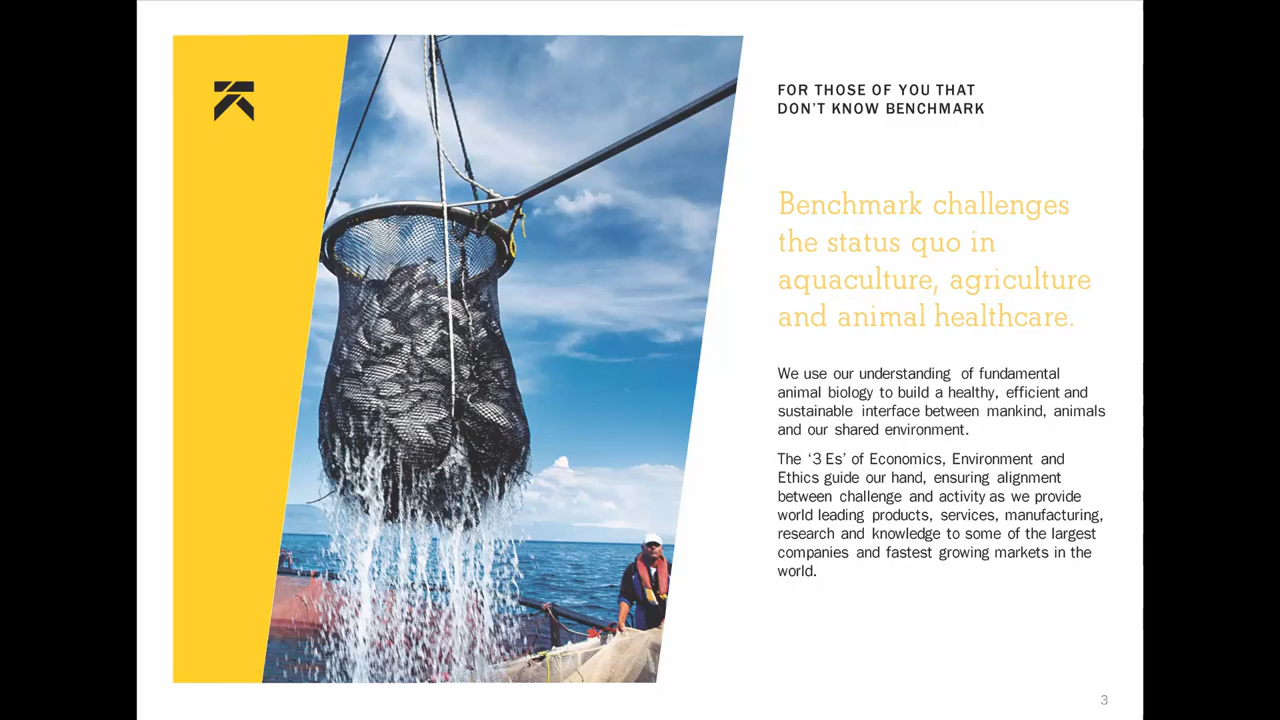 FOR THOSE OF YOU THAT
DON'T KNOW BENCHMARK
Benchmark challenges
the status quo in
aquaculture, agriculture
and animal healthcare.
We use our understanding of fundamental
animal biology to build a healthy, efficient and
sustainable interface between mankind, animals
and our shared environment.
The ‘3 Es’ of Economics, Environment and
Ethics guide our hand, ensuring alignment
between challenge and activity as we provide
world leading products, services, manufacturing,
research and knowledge to some of the largest
companies and fastest growing markets in the
world.
3